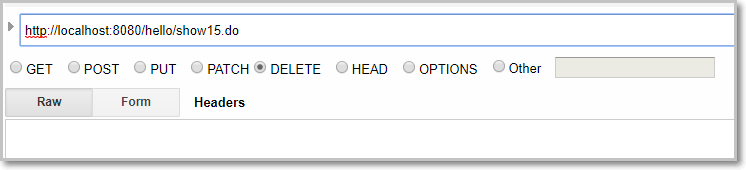 http://localhost:8080/hello/show15.do
GET POST PUT PATCH DELETE HEAD OPTIONS Other
Raw Form Headers